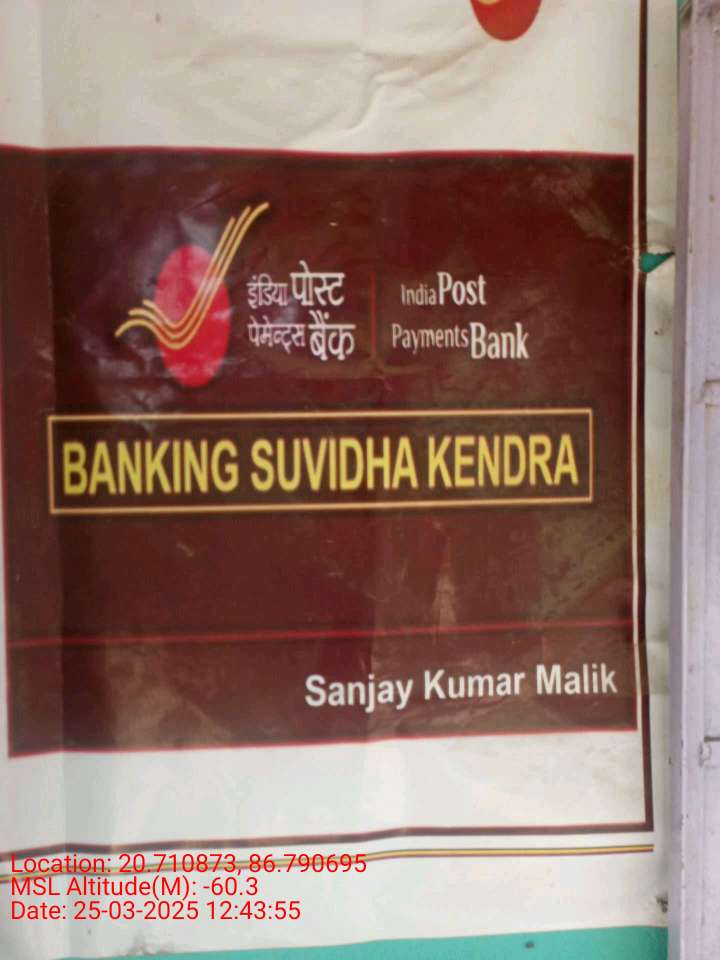 इंडिया पोस्ट
पेमेन्ट्स बैंक
India Post
Payments Bank
BANKING SUVIDHA KENDRA
Sanjay Kumar Malik
Location: 20.710873, 86.790695
MSL Altitude(M): -60.3
Date: 25-03-2025 12:43:55